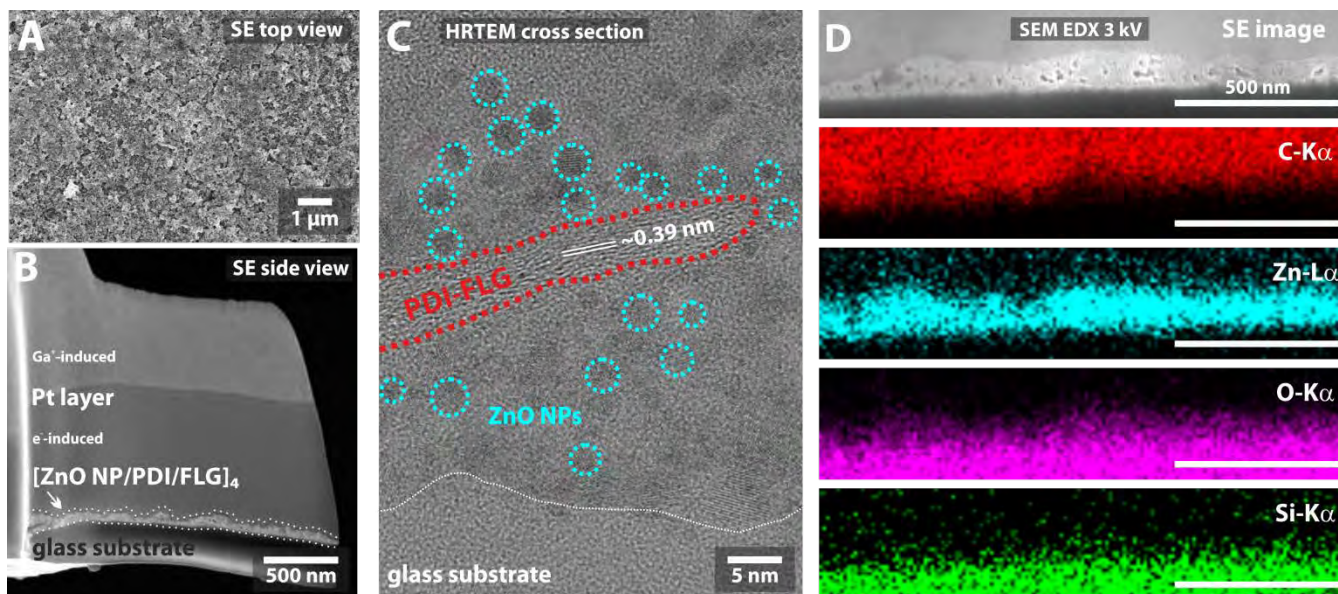 A
SE top view
1 µm
B
SE side view
Ga⁺-induced
Pt layer
e⁻-induced
[ZnO NP/PDI/FLG]₄
glass substrate
500 nm
C
HRTEM cross section
~0.39 nm
PDI-FLG
ZnO NPs
glass substrate
5 nm
D
SEM EDX 3 kV
SE image
500 nm
C-Kα
Zn-Lα
O-Kα
Si-Kα